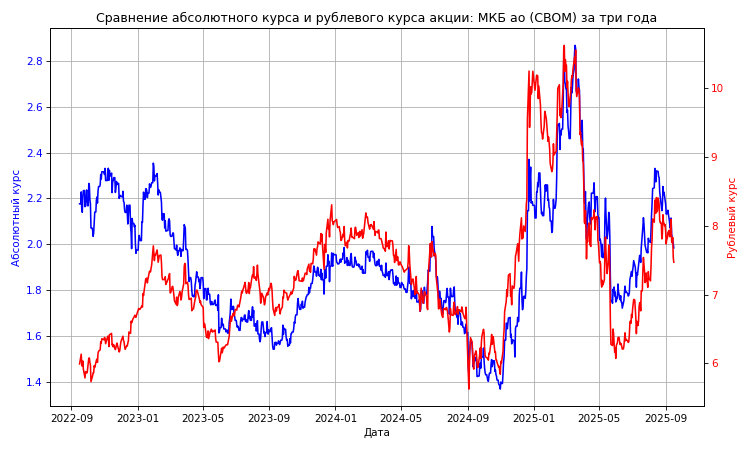 Сравнение абсолютного курса и рублевого курса акции: МКБ ао (CBOM) за три года
2.8
2.6
2.4
2.2
2.0
1.8
1.6
1.4
Абсолютный курс
10
9
8
7
6
Рублевый курс
2022-09 2023-01 2023-05 2023-09 2024-01 2024-05 2024-09 2025-01 2025-05 2025-09
Дата